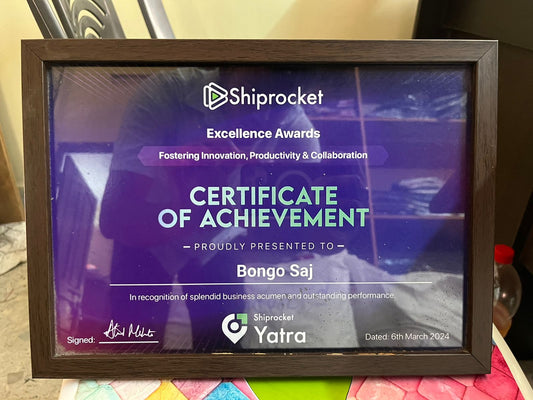 Shiprocket
Excellence Awards
Fostering Innovation, Productivity & Collaboration
CERTIFICATE
OF ACHIEVEMENT
PROUDLY PRESENTED TO
Bongo Saj
In recognition of splendid business acumen and outstanding performance.
Shiprocket
Yatra
Signed:
Dated: 6th March 2024